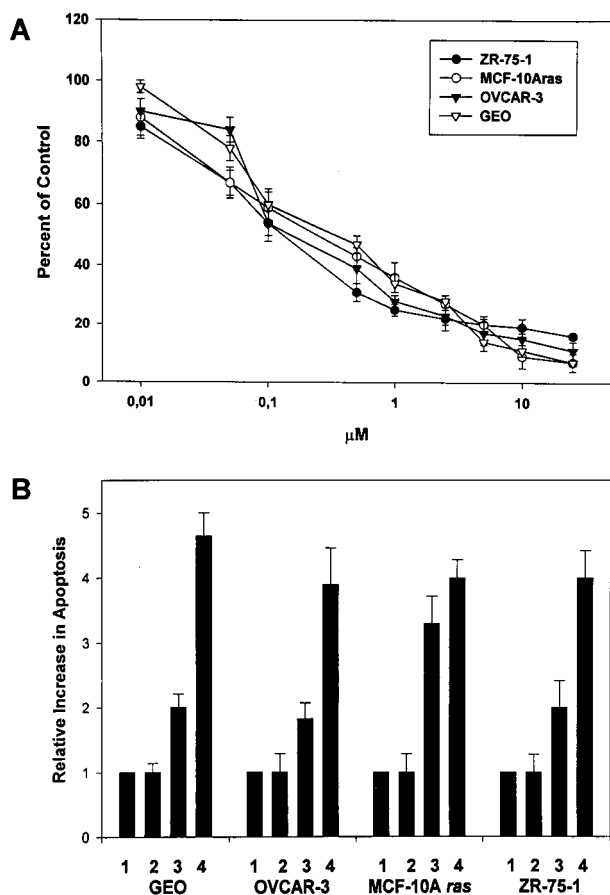 A
Percent of Control
120
100
80
60
40
20
0
ZR-75-1
MCF-10Aras
OVCAR-3
GEO
0,01
0,1
1
10
μM
B
Relative Increase in Apoptosis
5
4
3
2
1
0
1 2 3 4 1 2 3 4 1 2 3 4 1 2 3 4
GEO OVCAR-3 MCF-10A ras ZR-75-1